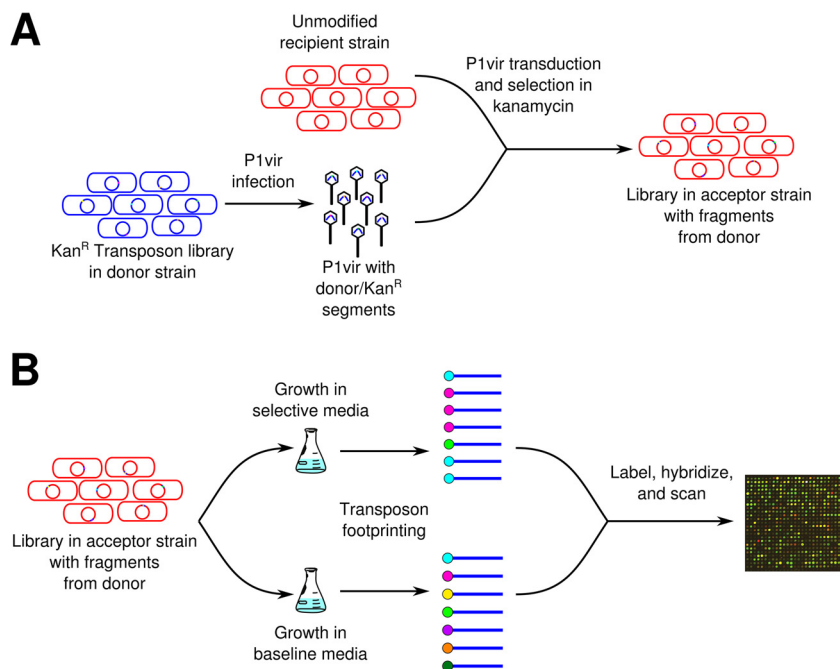 A
Unmodified
recipient strain
P1vir transduction
and selection in
kanamycin
P1vir
infection
Kan^R Transposon library
in donor strain
P1vir with
donor/Kan^R
segments
Library in acceptor strain
with fragments
from donor
B
Growth in
selective media
Library in acceptor strain
with fragments
from donor
Transposon
footprinting
Label, hybridize,
and scan
Growth in
baseline media